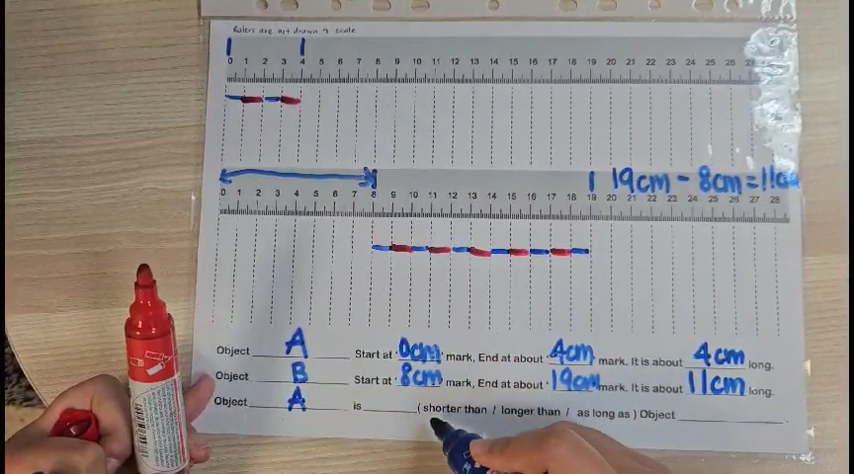 Rulers are not drawn to scale
0 1 2 3 4 5 6 7 8 9 10 11 12 13 14 15 16 17 18 19 20 21 22 23 24 25 26 27
19cm - 8cm = 11cm
0 1 2 3 4 5 6 7 8 9 10 11 12 13 14 15 16 17 18 19 20 21 22 23 24 25 26 27 28
Object A Start at 0cm mark, End at about 4cm mark. It is about 4cm long.
Object B Start at 8cm mark, End at about 19cm mark. It is about 11cm long.
Object A is ( shorter than / longer than / as long as ) Object